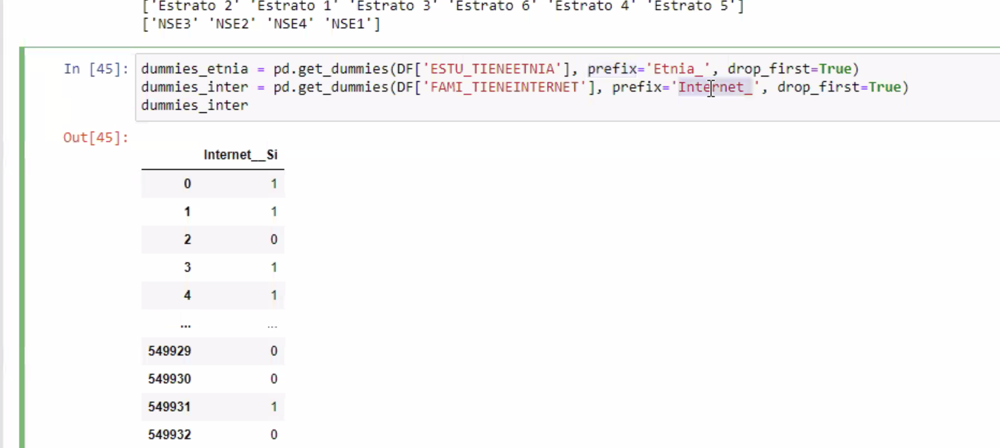 ['Estrato 2' 'Estrato 1' 'Estrato 3' 'Estrato 6' 'Estrato 4' 'Estrato 5']
['NSE3' 'NSE2' 'NSE4' 'NSE1']
In [45]: dummies_etnia = pd.get_dummies(DF['ESTU_TIENEETNIA'], prefix='Etnia_', drop_first=True)
dummies_inter = pd.get_dummies(DF['FAMI_TIENEINTERNET'], prefix='Internet_', drop_first=True)
dummies_inter
Out[45]:
Internet__Si
0 1
1 1
2 0
3 1
4 1
... ...
549929 0
549930 0
549931 1
549932 0